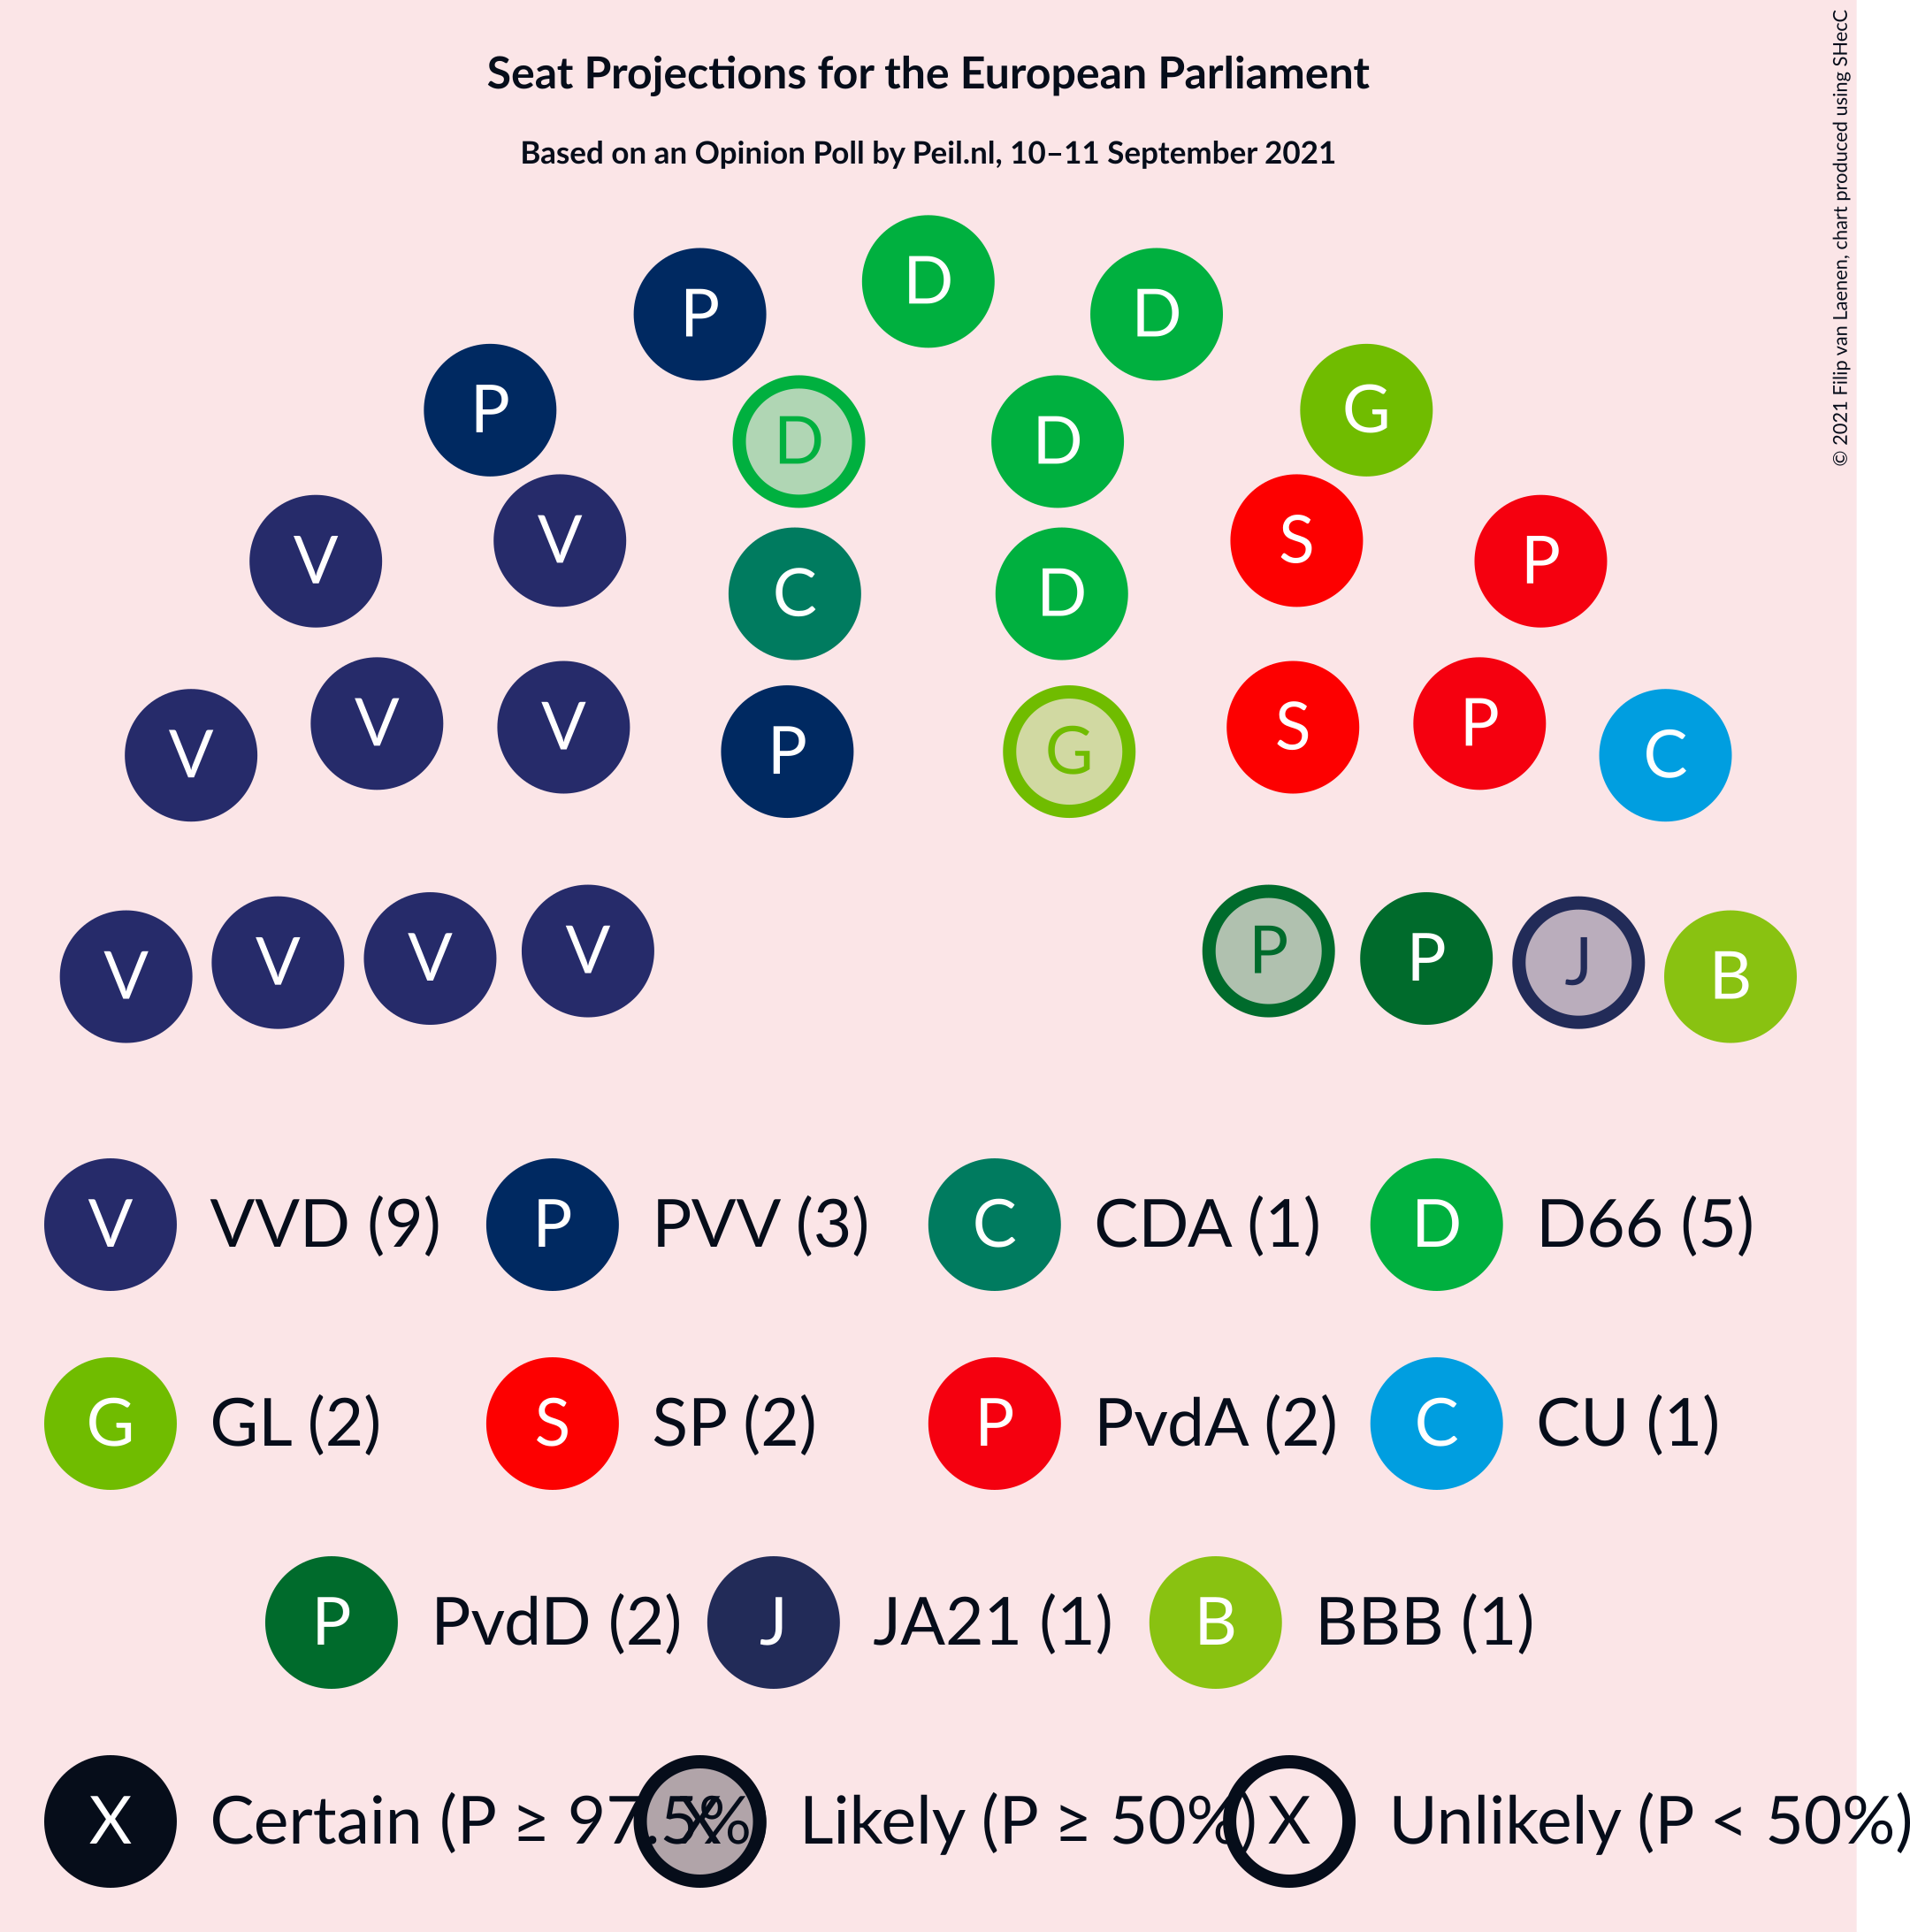 Seat Projections for the European Parliament
Based on an Opinion Poll by Peil.nl, 10–11 September 2021
© 2021 Filip van Laenen, chart produced using SHecC
D
P D
P G
D D
V V S P
C D
V V V P G S P C
V V V V P P J B
V VVD (9) P PVV (3) C CDA (1) D D66 (5)
G GL (2) S SP (2) P PvdA (2) C CU (1)
P PvdD (2) J JA21 (1) B BBB (1)
X Certain (P ≥ 97.5% X Likely (P ≥ 50%) X Unlikely (P < 50%)